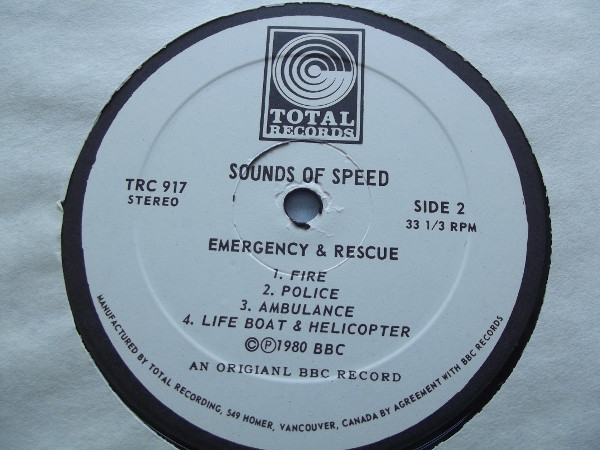 TOTAL
RECORDS
SOUNDS OF SPEED
TRC 917
STEREO
SIDE 2
33 1/3 RPM
EMERGENCY & RESCUE
1. FIRE
2. POLICE
3. AMBULANCE
4. LIFE BOAT & HELICOPTER
©℗1980 BBC
AN ORIGIANL BBC RECORD
MANUFACTURED BY TOTAL RECORDING, 549 HOMER, VANCOUVER, CANADA BY AGREEMENT WITH BBC RECORDS